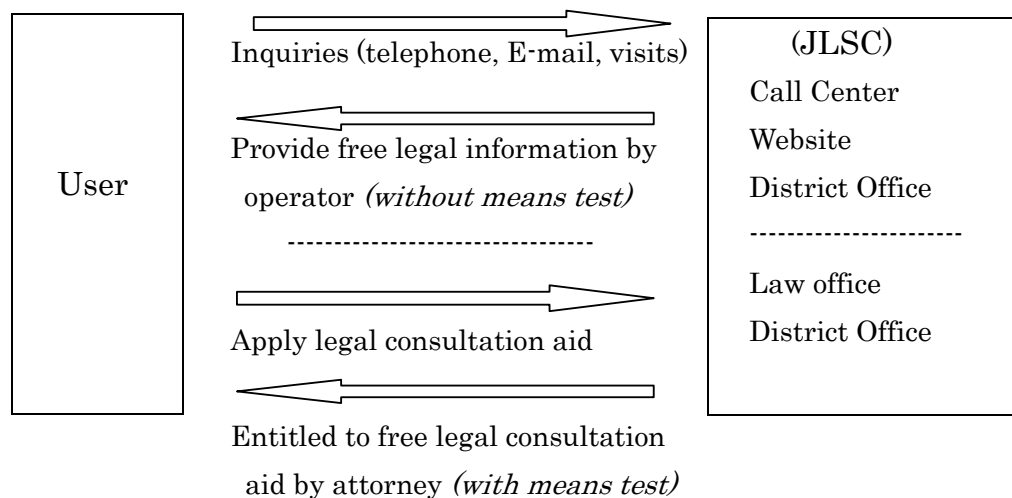 User
Inquiries (telephone, E-mail, visits)
Provide free legal information by
operator (without means test)
---------------------------------
Apply legal consultation aid
Entitled to free legal consultation
aid by attorney (with means test)
(JLSC)
Call Center
Website
District Office
-----------------------
Law office
District Office